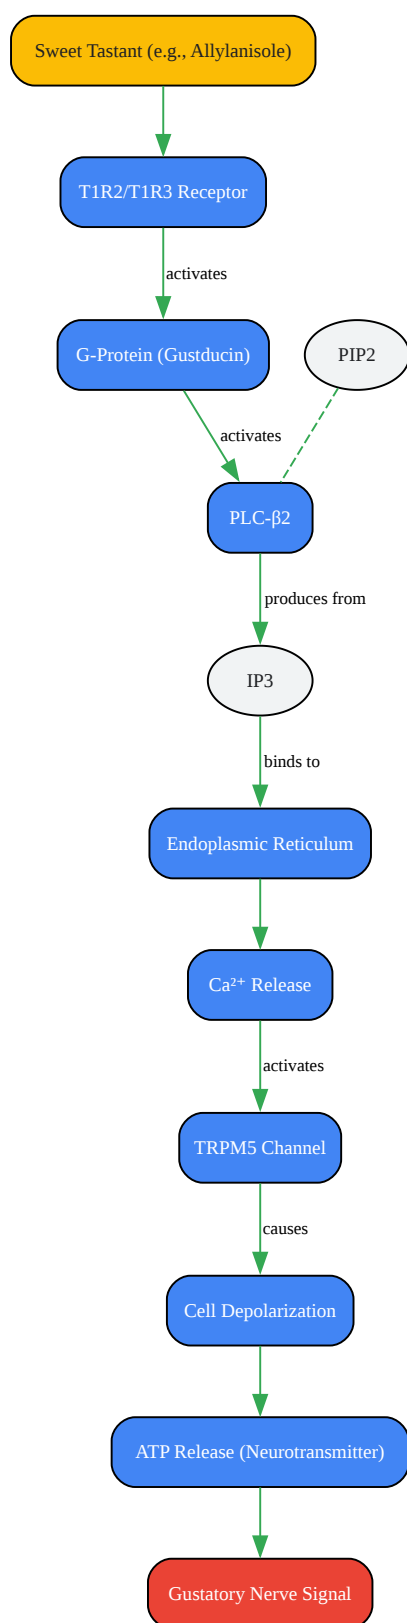 Sweet Tastant (e.g., Allylanisole)
T1R2/T1R3 Receptor
activates
G-Protein (Gustducin)
PIP2
activates
PLC-β2
produces from
IP3
binds to
Endoplasmic Reticulum
Ca²⁺ Release
activates
TRPM5 Channel
causes
Cell Depolarization
ATP Release (Neurotransmitter)
Gustatory Nerve Signal